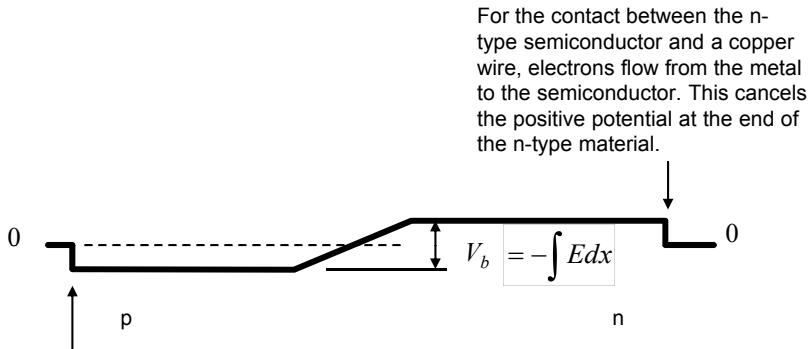 For the contact between the n-
type semiconductor and a copper
wire, electrons flow from the metal
to the semiconductor. This cancels
the positive potential at the end of
the n-type material.
0
0
V_b = -∫ E dx
p
n